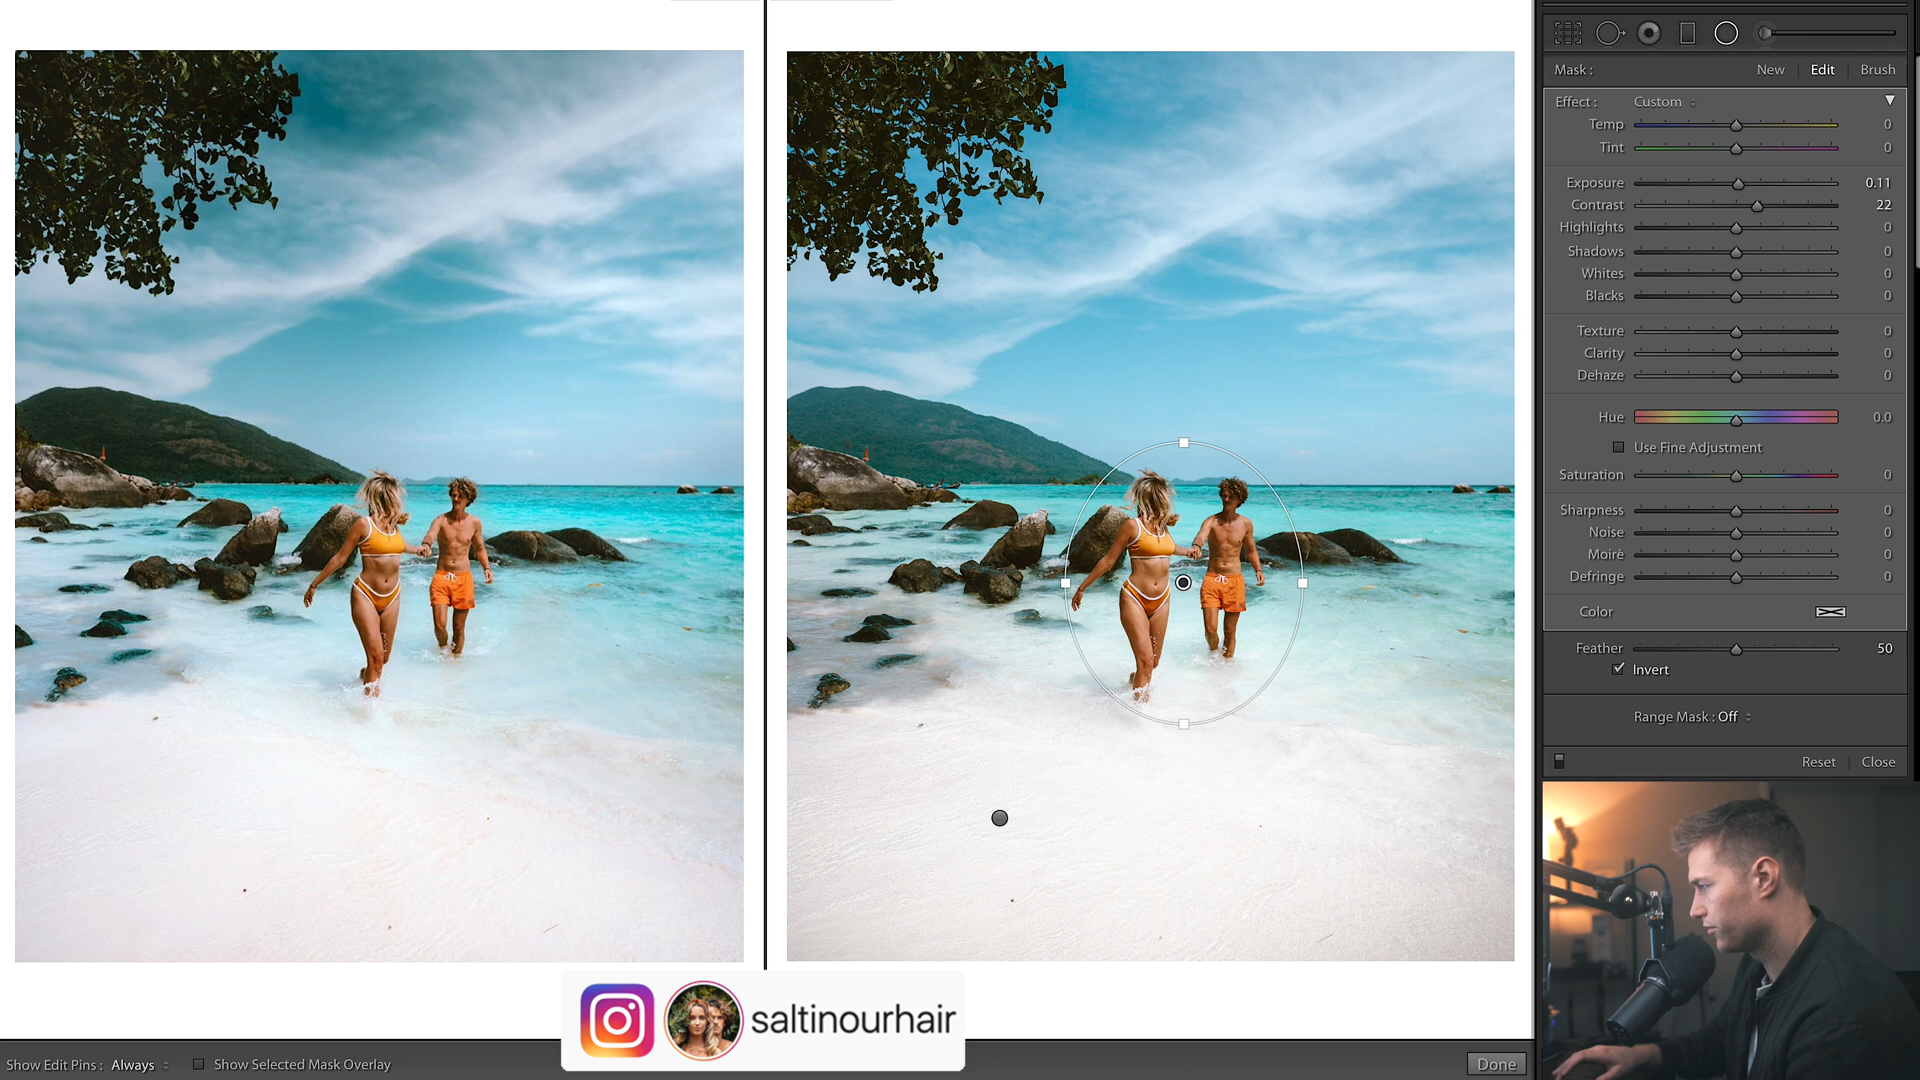 Mask : New Edit Brush
Effect : Custom
Temp 0
Tint 0
Exposure 0.11
Contrast 22
Highlights 0
Shadows 0
Whites 0
Blacks 0
Texture 0
Clarity 0
Dehaze 0
Hue 0.0
Use Fine Adjustment
Saturation 0
Sharpness 0
Noise 0
Moiré 0
Defringe 0
Color
Feather 50
Invert
Range Mask : Off
Reset Close
saltinourhair
Show Edit Pins : Always Show Selected Mask Overlay Done